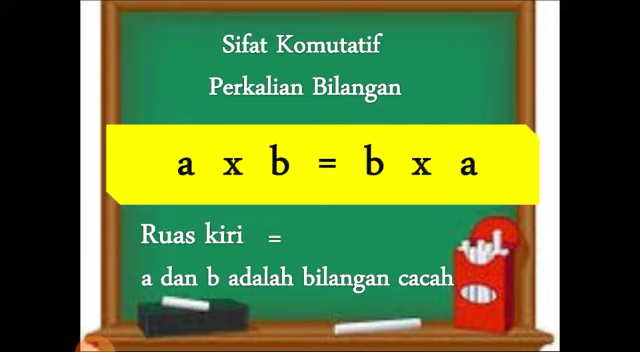 Sifat Komutatif
Perkalian Bilangan
a x b = b x a
Ruas kiri =
a dan b adalah bilangan cacah